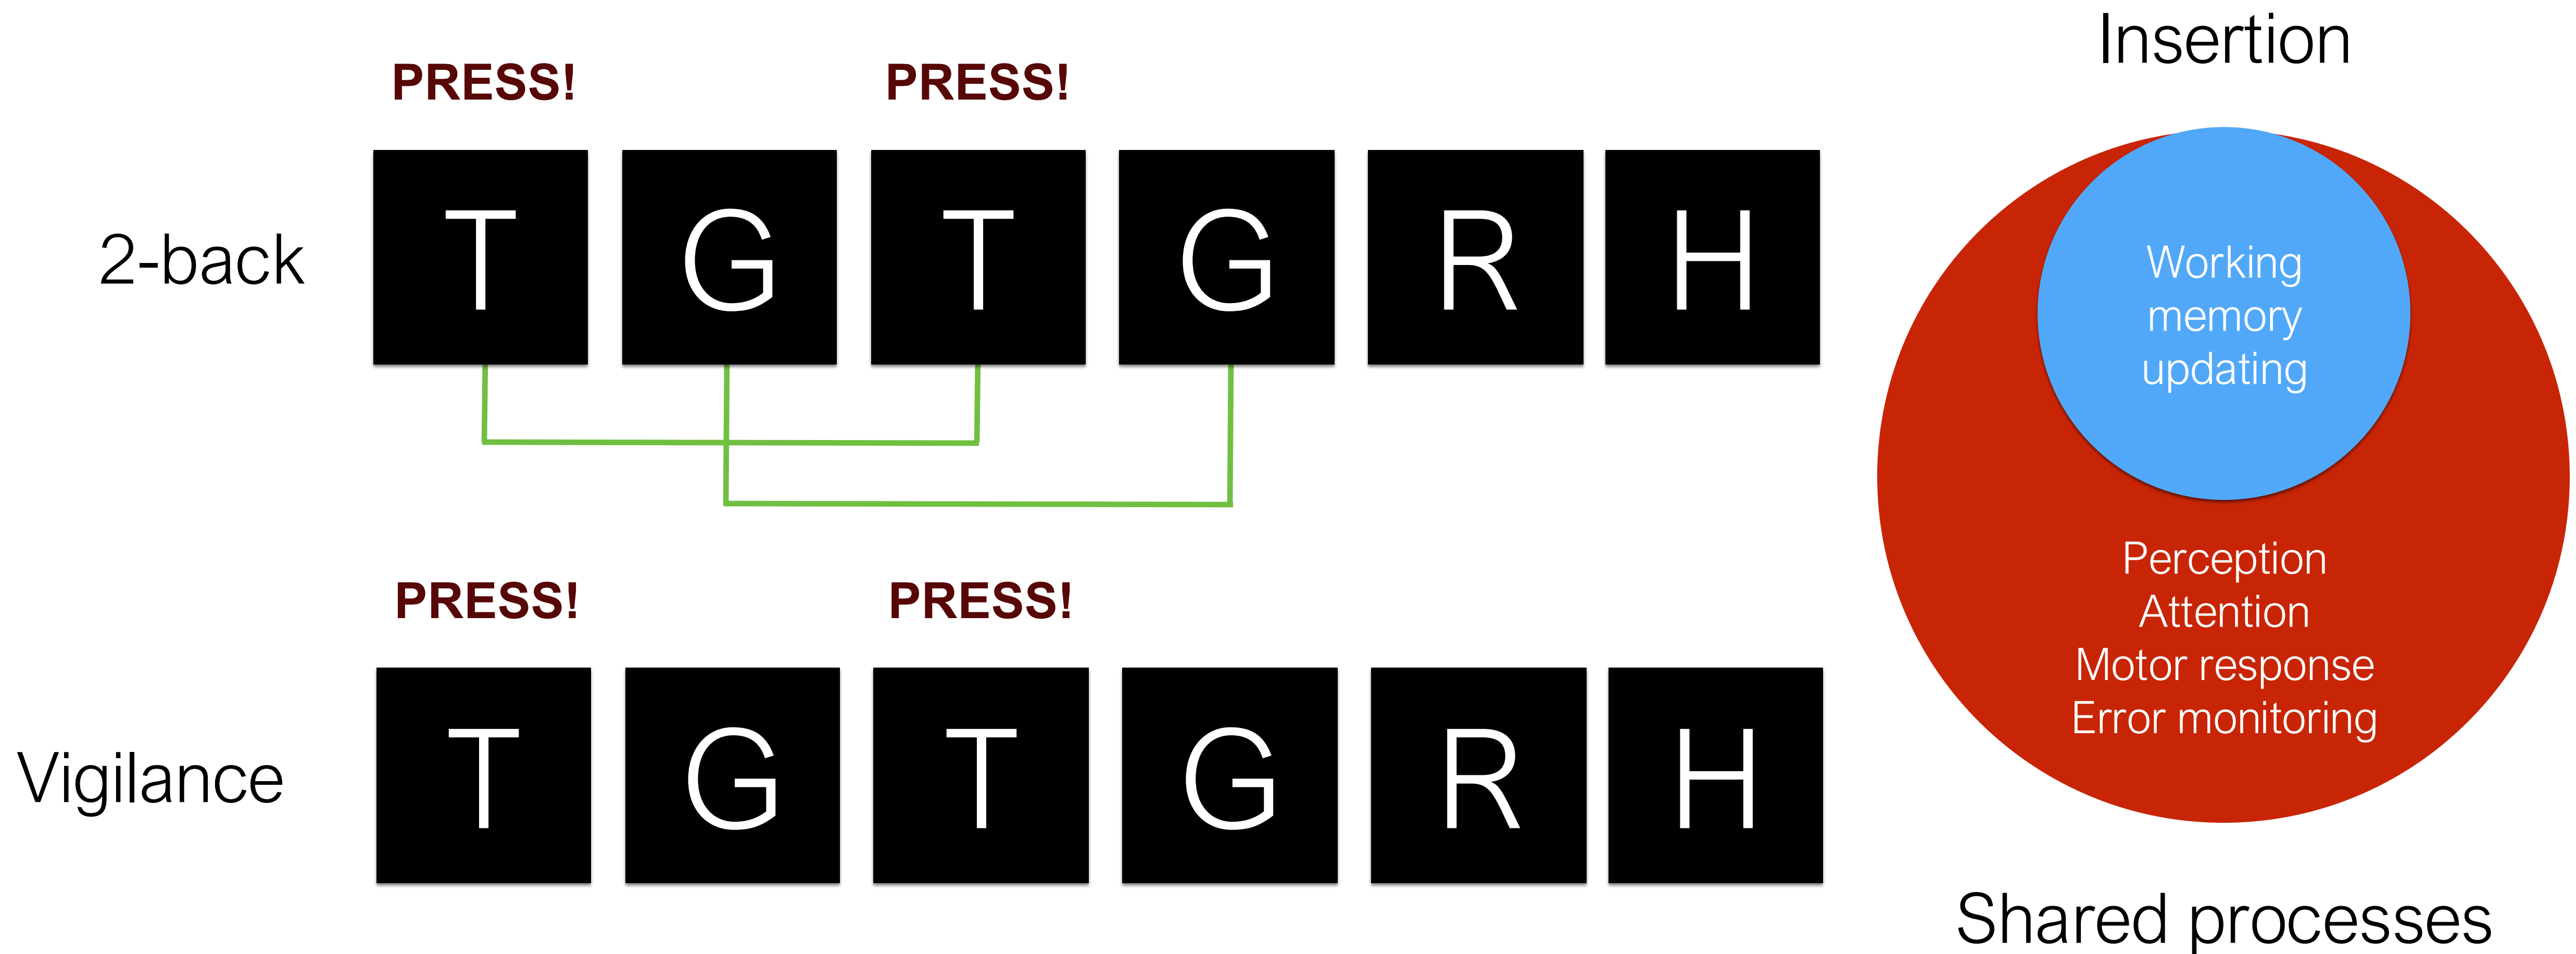 PRESS! PRESS!
2-back T G T G R H
PRESS! PRESS!
Vigilance T G T G R H
Insertion
Working
memory
updating
Perception
Attention
Motor response
Error monitoring
Shared processes